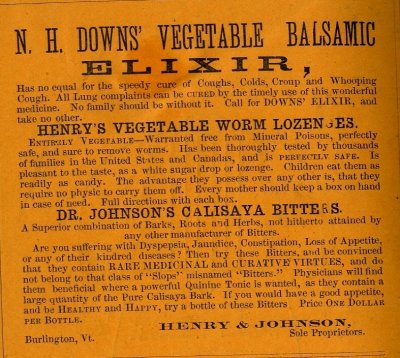 N. H. DOWNS' VEGETABLE BALSAMIC
ELIXIR,
Has no equal for the speedy cure of Coughs, Colds, Croup and Whooping
Cough. All Lung complaints can be CURED by the timely use of this wonderful
medicine. No family should be without it. Call for DOWNS' ELIXIR, and
take no other.
HENRY'S VEGETABLE WORM LOZENGES.
ENTIRELY VEGETABLE—Warranted free from Mineral Poisons, perfectly
safe, and sure to remove worms. Has been thoroughly tested by thousands
of families in the United States and Canadas, and is PERFECTLY SAFE. Is
pleasant to the taste, as a white sugar drop or lozenge. Children eat them as
readily as candy. The advantage they possess over any other, is that they
require no physic to carry them off. Every mother should keep a box on hand
in case of need. Full directions with each box.
DR. JOHNSON'S CALISAYA BITTERS.
A Superior combination of Barks, Roots and Herbs, not hitherto attained by
any other manufacturer of Bitters.
Are you suffering with Dyspepsia, Jaundice, Constipation, Loss of Appetite,
or any of their kindred diseases? Then try these Bitters, and be convinced
that they contain RARE MEDICINAL and CURATIVE VIRTUES, and do
not belong to that class of "Slops" misnamed "Bitters." Physicians will find
them beneficial where a powerful Quinine Tonic is wanted, as they contain a
large quantity of the Pure Calisaya Bark. If you would have a good appetite,
and be HEALTHY and HAPPY, try a bottle of these Bitters. Price ONE DOLLAR
PER BOTTLE.
HENRY & JOHNSON,
Burlington, Vt. Sole Proprietors.